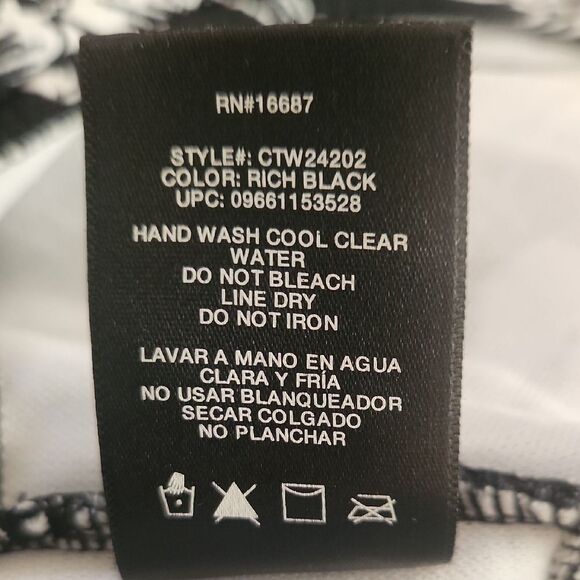 RN#16687
STYLE#: CTW24202
COLOR: RICH BLACK
UPC: 09661153528
HAND WASH COOL CLEAR
WATER
DO NOT BLEACH
LINE DRY
DO NOT IRON
LAVAR A MANO EN AGUA
CLARA Y FRÍA
NO USAR BLANQUEADOR
SECAR COLGADO
NO PLANCHAR